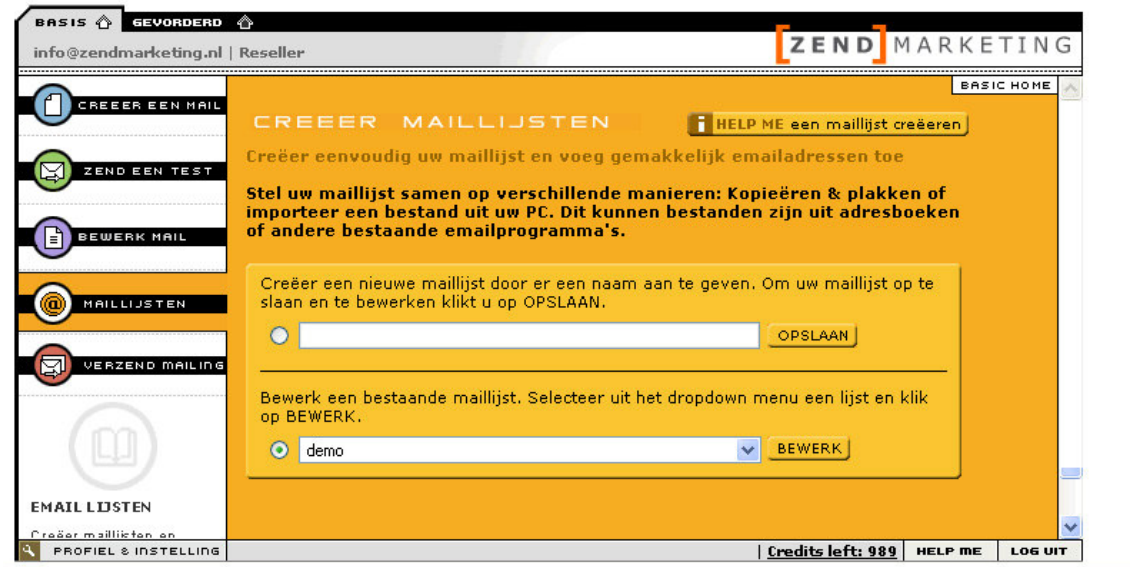 BASIS GEVORDERD
info@zendmarketing.nl | Reseller
[ZEND] MARKETING
BASIC HOME
CREEER EEN MAIL
ZEND EEN TEST
BEWERK MAIL
MAILLIJSTEN
VERZEND MAILING
EMAIL LIJSTEN
Creëer maillijsten en
CREEER MAILLIJSTEN
i HELP ME een maillijst creëeren
Creëer eenvoudig uw maillijst en voeg gemakkelijk emailadressen toe
Stel uw maillijst samen op verschillende manieren: Kopieëren & plakken of
importeer een bestand uit uw PC. Dit kunnen bestanden zijn uit adresboeken
of andere bestaande emailprogramma's.
Creëer een nieuwe maillijst door er een naam aan te geven. Om uw maillijst op te
slaan en te bewerken klikt u op OPSLAAN.
OPSLAAN
Bewerk een bestaande maillijst. Selecteer uit het dropdown menu een lijst en klik
op BEWERK.
demo
BEWERK
PROFIEL & INSTELLING
| Credits left: 989
HELP ME
LOG UIT